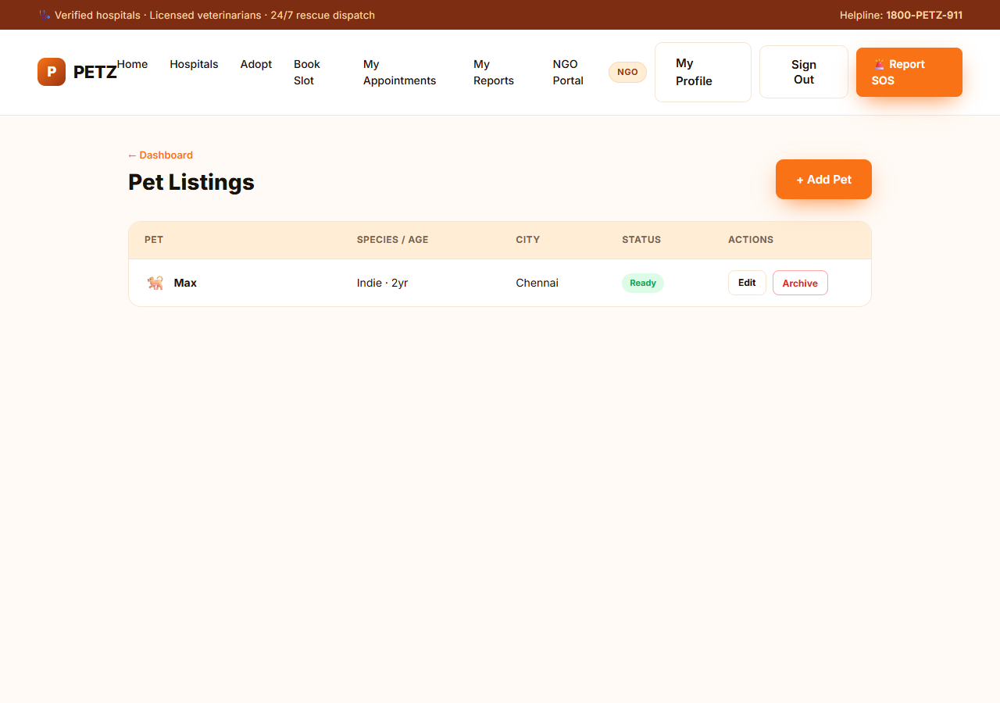 Verified hospitals · Licensed veterinarians · 24/7 rescue dispatch
Helpline: 1800-PETZ-911
P PETZ
Home
Hospitals
Adopt
Book
Slot
My
Appointments
My
Reports
NGO
Portal
NGO
My
Profile
Sign
Out
Report
SOS
← Dashboard
Pet Listings
+ Add Pet
PET SPECIES / AGE CITY STATUS ACTIONS
Max Indie · 2yr Chennai Ready Edit Archive